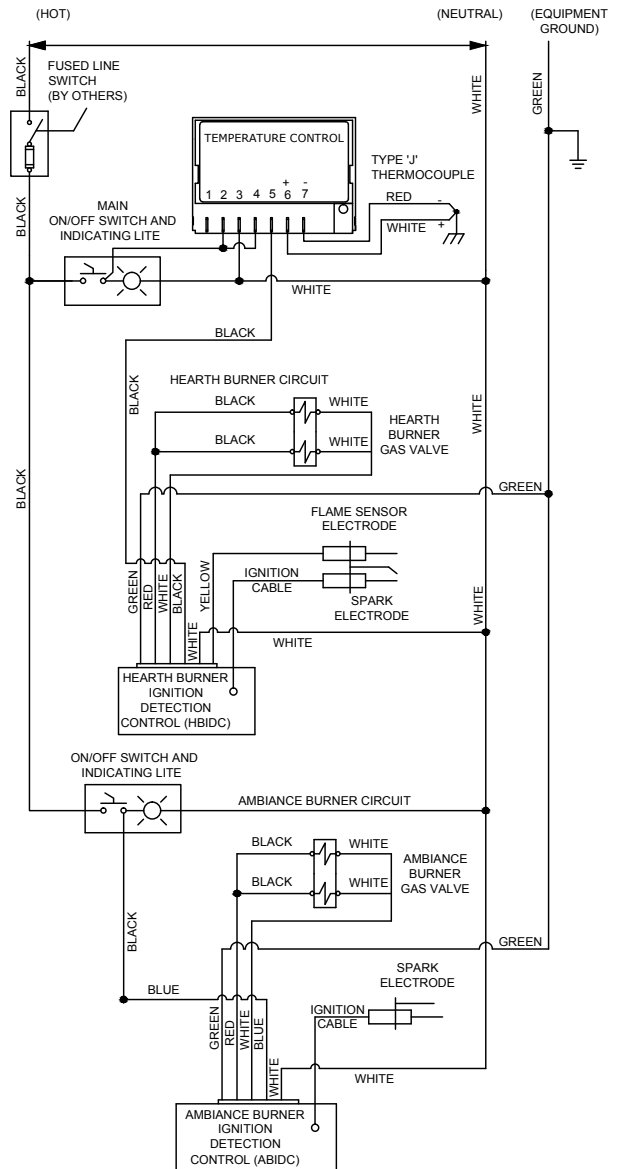 (HOT)
(NEUTRAL)
(EQUIPMENT
GROUND)
BLACK
FUSED LINE
SWITCH
(BY OTHERS)
WHITE
GREEN
TEMPERATURE CONTROL
1 2 3 4 5 6 7
+ -
TYPE 'J'
THERMOCOUPLE
RED -
WHITE +
BLACK
MAIN
ON/OFF SWITCH AND
INDICATING LITE
WHITE
BLACK
BLACK
HEARTH BURNER CIRCUIT
BLACK WHITE
BLACK WHITE
HEARTH
BURNER
GAS VALVE
WHITE
BLACK
GREEN
FLAME SENSOR
ELECTRODE
IGNITION
CABLE
SPARK
ELECTRODE
GREEN
RED
WHITE
BLACK
WHITE
YELLOW
WHITE
WHITE
HEARTH BURNER
IGNITION
DETECTION
CONTROL (HBIDC)
ON/OFF SWITCH AND
INDICATING LITE
AMBIANCE BURNER CIRCUIT
BLACK WHITE
BLACK WHITE
AMBIANCE
BURNER
GAS VALVE
BLACK
GREEN
BLUE
SPARK
ELECTRODE
IGNITION
CABLE
GREEN
RED
WHITE
BLUE
WHITE
WHITE
AMBIANCE BURNER
IGNITION
DETECTION
CONTROL (ABIDC)